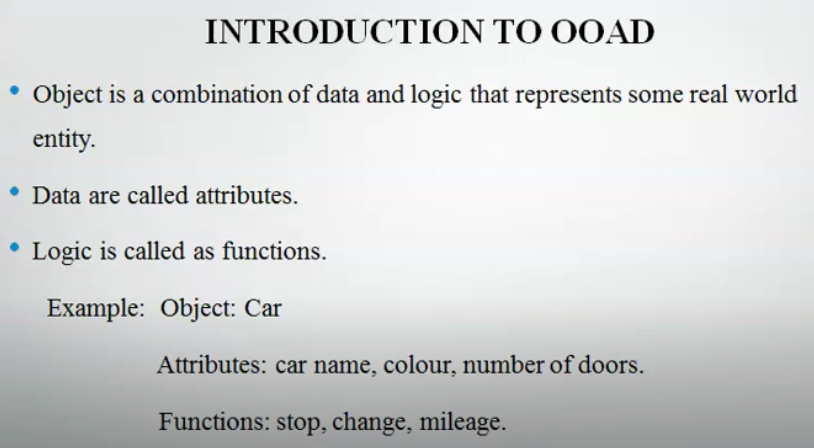 INTRODUCTION TO OOAD
• Object is a combination of data and logic that represents some real world
entity.
• Data are called attributes.
• Logic is called as functions.
Example: Object: Car
Attributes: car name, colour, number of doors.
Functions: stop, change, mileage.